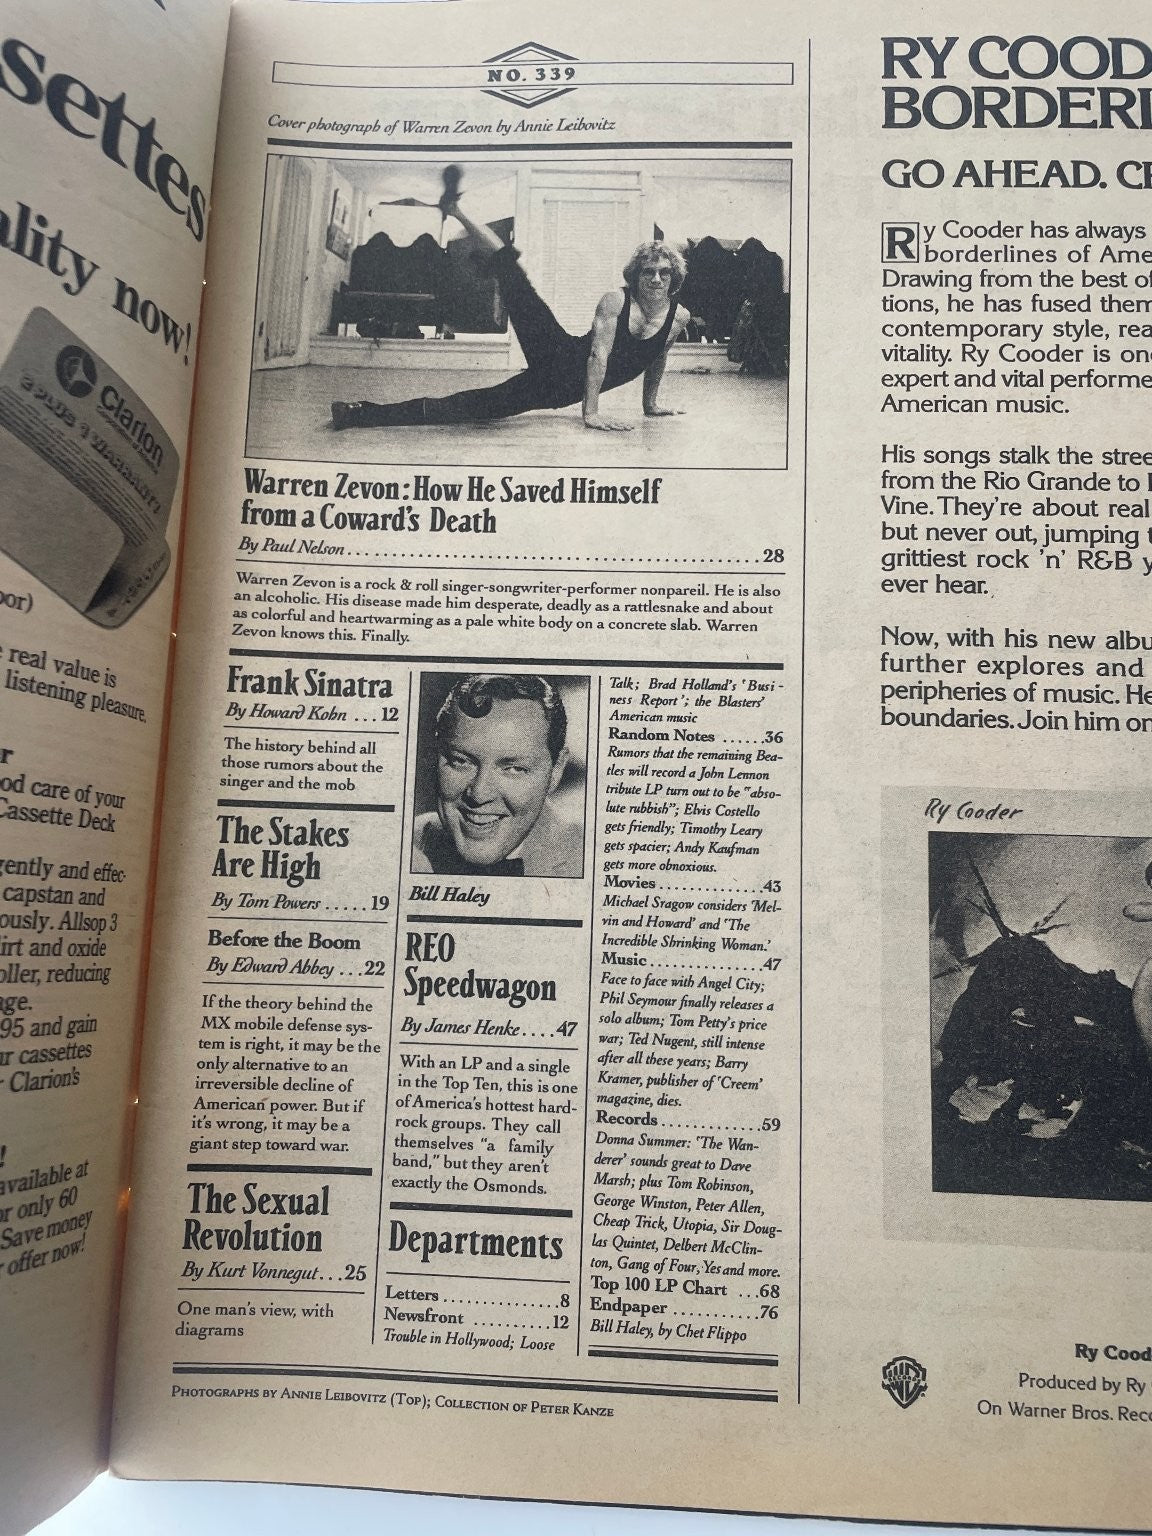 settes
ality now!
Clarion
Corporation of America
3 PLUS 1 WARRANTY
oor)
real value is
listening pleasure.
r
od care of your
Cassette Deck
gently and effec-
capstan and
ously. Allsop 3
irt and oxide
oller, reducing
age.
95 and gain
ur cassettes
Clarion's
!
available at
or only 60
Save money
offer now!
NO. 339
Cover photograph of Warren Zevon by Annie Leibovitz
Warren Zevon: How He Saved Himself
from a Coward's Death
By Paul Nelson..........................................28
Warren Zevon is a rock & roll singer-songwriter-performer nonpareil. He is also
an alcoholic. His disease made him desperate, deadly as a rattlesnake and about
as colorful and heartwarming as a pale white body on a concrete slab. Warren
Zevon knows this. Finally.
Frank Sinatra
By Howard Kohn ...12
The history behind all
those rumors about the
singer and the mob
The Stakes
Are High
By Tom Powers .....19
Before the Boom
By Edward Abbey ...22
If the theory behind the
MX mobile defense sys-
tem is right, it may be the
only alternative to an
irreversible decline of
American power. But if
it's wrong, it may be a
giant step toward war.
The Sexual
Revolution
By Kurt Vonnegut...25
One man's view, with
diagrams
Bill Haley
REO
Speedwagon
By James Henke....47
With an LP and a single
in the Top Ten, this is one
of America's hottest hard-
rock groups. They call
themselves "a family
band," but they aren't
exactly the Osmonds.
Departments
Letters ..............8
Newsfront ..........12
Trouble in Hollywood; Loose
Talk; Brad Holland's 'Busi-
ness Report'; the Blasters'
American music
Random Notes ......36
Rumors that the remaining Bea-
tles will record a John Lennon
tribute LP turn out to be "abso-
lute rubbish"; Elvis Costello
gets friendly; Timothy Leary
gets spacier; Andy Kaufman
gets more obnoxious.
Movies..............43
Michael Sragow considers 'Mel-
vin and Howard' and 'The
Incredible Shrinking Woman.'
Music...............47
Face to face with Angel City;
Phil Seymour finally releases a
solo album; Tom Petty's price
war; Ted Nugent, still intense
after all these years; Barry
Kramer, publisher of 'Creem'
magazine, dies.
Records.............59
Donna Summer: 'The Wan-
derer' sounds great to Dave
Marsh; plus Tom Robinson,
George Winston, Peter Allen,
Cheap Trick, Utopia, Sir Doug-
las Quintet, Delbert McClin-
ton, Gang of Four, Yes and more.
Top 100 LP Chart ...68
Endpaper ...........76
Bill Haley, by Chet Flippo
PHOTOGRAPHS BY ANNIE LEIBOVITZ (TOP); COLLECTION OF PETER KANZE
RY COOD
BORDERL
GO AHEAD. CR
Ry Cooder has always
borderlines of Ame
Drawing from the best of
tions, he has fused them
contemporary style, rea
vitality. Ry Cooder is on
expert and vital performe
American music.
His songs stalk the stree
from the Rio Grande to
Vine. They're about real
but never out, jumping
grittiest rock 'n' R&B y
ever hear.
Now, with his new albu
further explores and
peripheries of music. He
boundaries. Join him on
Ry Cooder
WB
RECORDS
Ry Cood
Produced by Ry
On Warner Bros. Reco